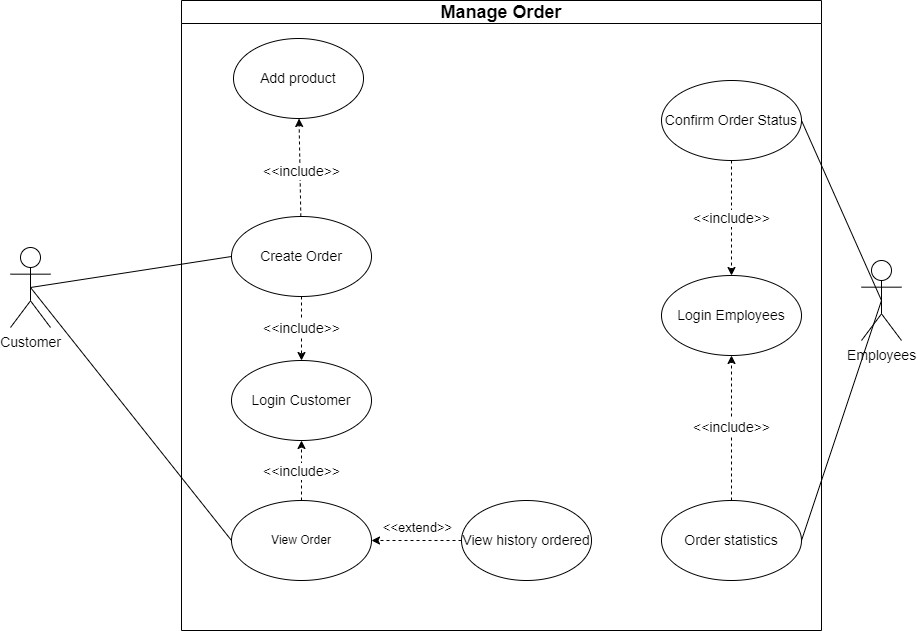 Manage Order
Add product
Confirm Order Status
<<include>>
<<include>>
Create Order
Login Employees
<<include>>
Customer
Employees
Login Customer
<<include>>
<<include>>
<<extend>>
View Order
View history ordered
Order statistics